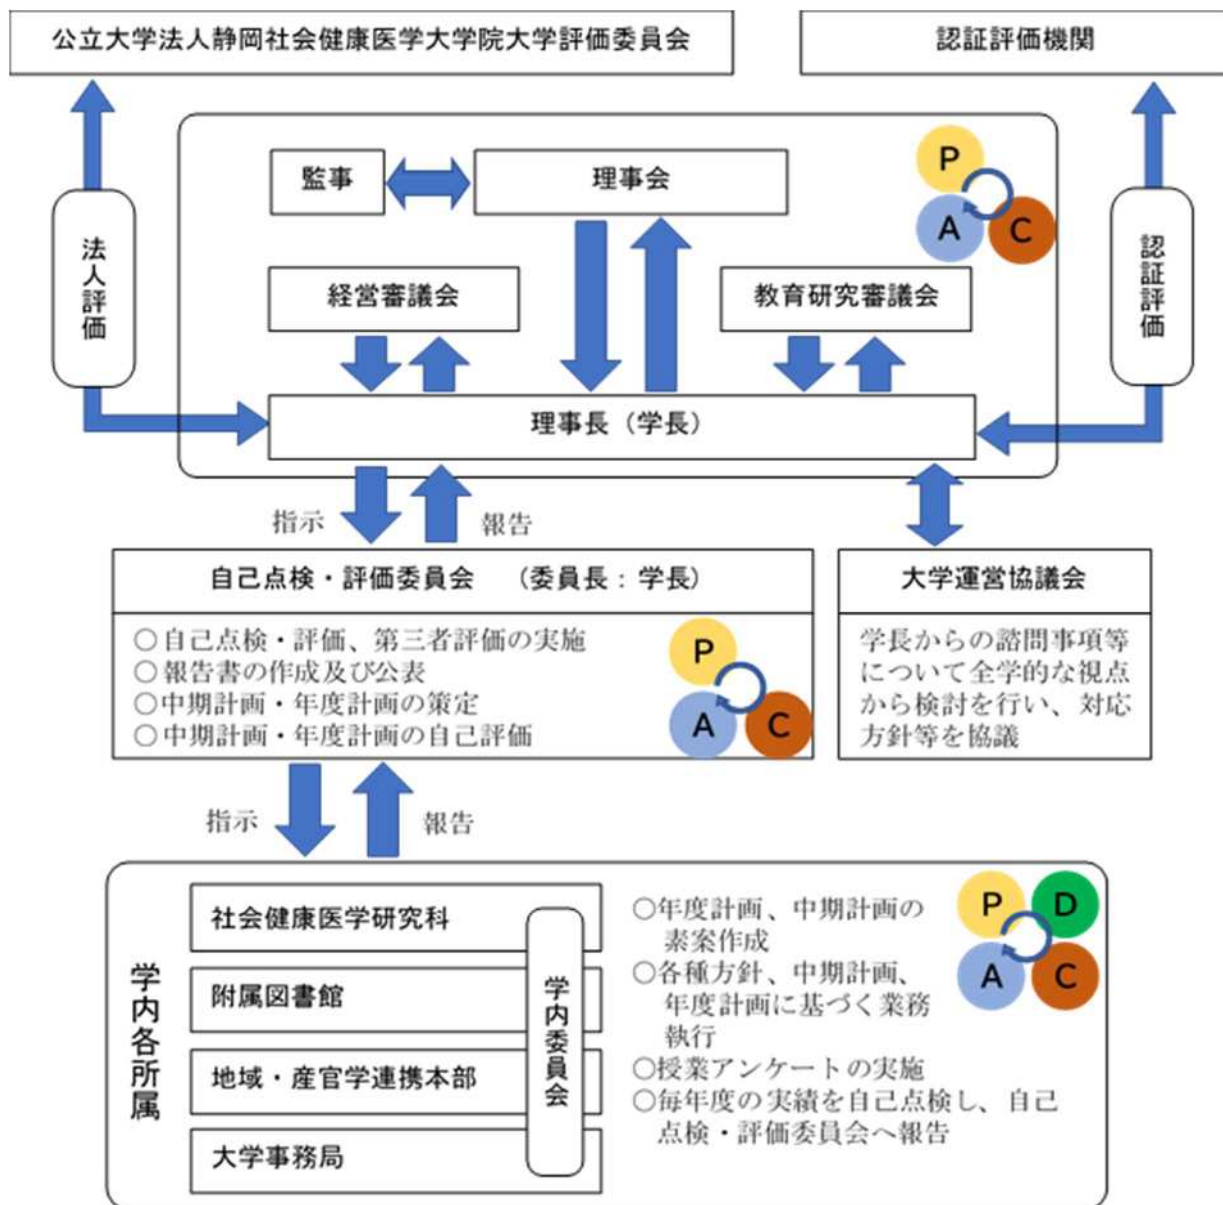 公立大学法人静岡社会健康医学大学院大学評価委員会
認証評価機関
監事
理事会
P
A
C
法人評価
認証評価
経営審議会
教育研究審議会
理事長（学長）
指示
報告
自己点検・評価委員会　（委員長：学長）
○自己点検・評価、第三者評価の実施
○報告書の作成及び公表
○中期計画・年度計画の策定
○中期計画・年度計画の自己評価
P
A
C
大学運営協議会
学長からの諮問事項等
について全学的な視点
から検討を行い、対応
方針等を協議
指示
報告
学内各所属
社会健康医学研究科
附属図書館
地域・産官学連携本部
大学事務局
学内委員会
○年度計画、中期計画の
素案作成
○各種方針、中期計画、
年度計画に基づく業務
執行
○授業アンケートの実施
○毎年度の実績を自己点検し、自己
点検・評価委員会へ報告
P
D
A
C